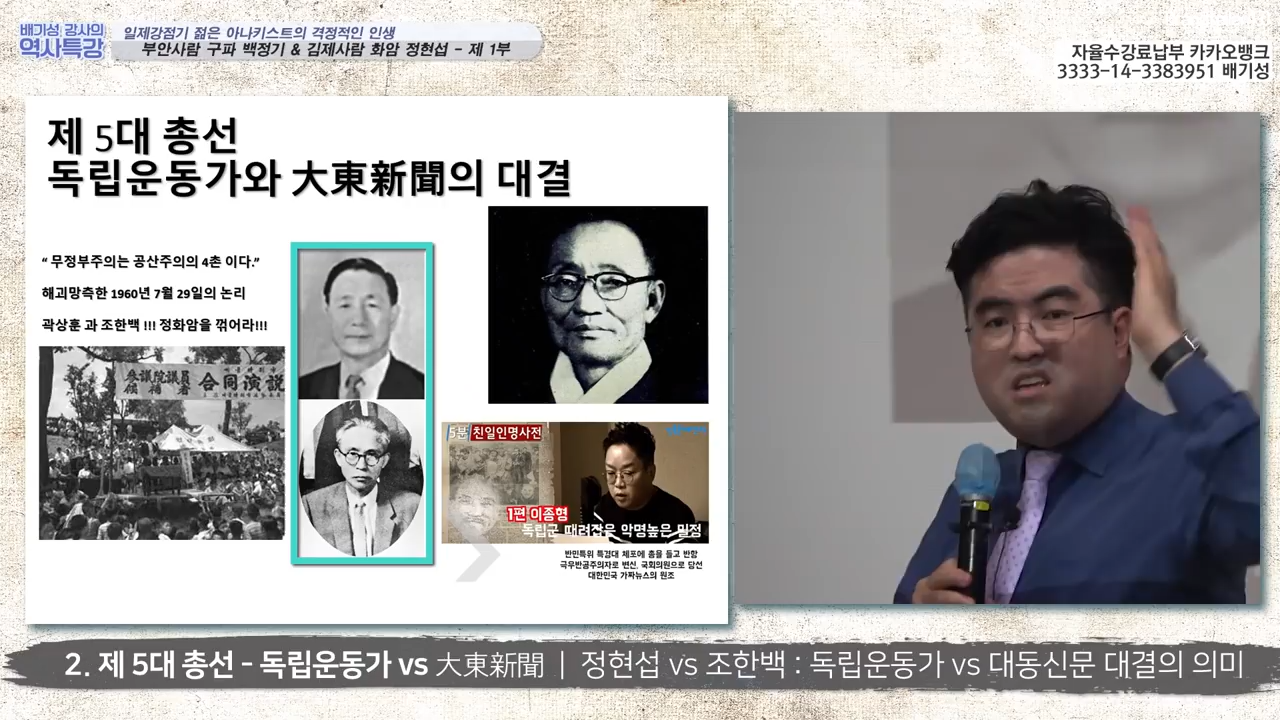 배기성 강사의
역사특강
일제강점기 젊은 아나키스트의 격정적인 인생
부안사람 구파 백정기 & 김제사람 화암 정현섭 - 제 1부
자율수강료납부 카카오뱅크
3333-14-3383951 배기성
제 5대 총선
독립운동가와 大東新聞의 대결
“ 무정부주의는 공산주의의 4촌 이다.”
해괴망측한 1960년 7월 29일의 논리
곽상훈 과 조한백 !!! 정화암을 꺾어라!!!
參議院議員
候補者
合同演説
5분 친일인명사전
1편 이종형
독립군 때려잡은 악명높은 밀정
반민특위 특경대 체포에 총을 들고 반항
극우반공주의자로 변신, 국회의원으로 당선
대한민국 가짜뉴스의 원조
2. 제 5대 총선 - 독립운동가 vs 大東新聞 | 정현섭 vs 조한백 : 독립운동가 vs 대동신문 대결의 의미